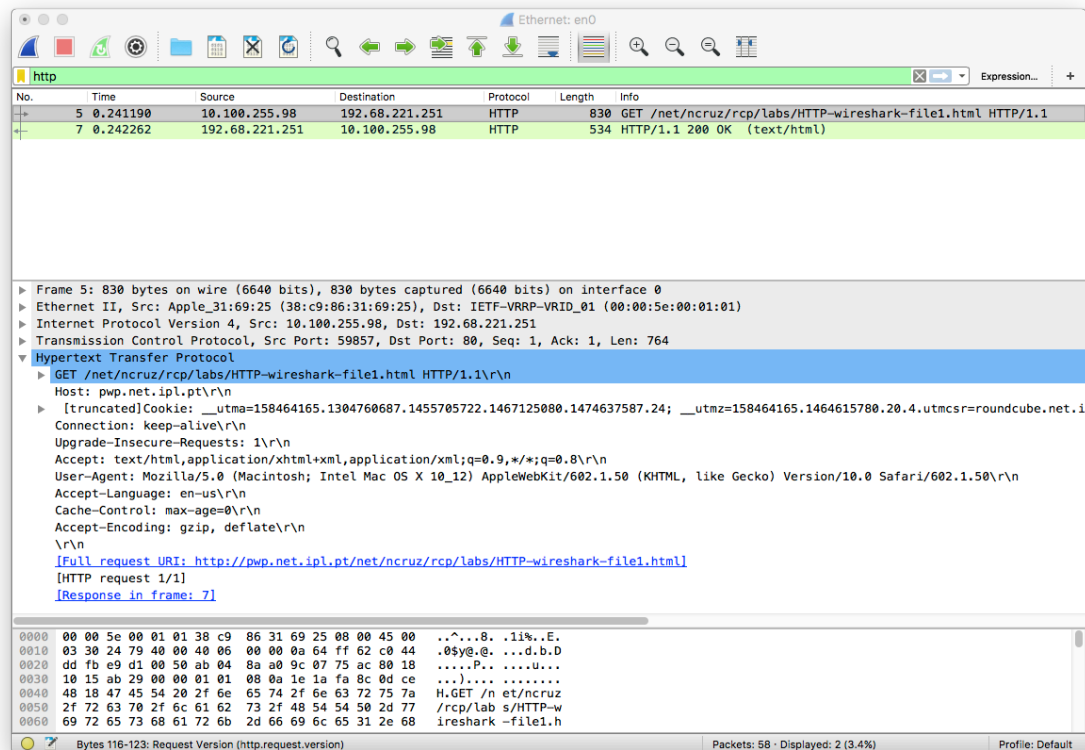 Ethernet: en0
http
Expression...
+
No. Time Source Destination Protocol Length Info
5 0.241190 10.100.255.98 192.68.221.251 HTTP 830 GET /net/ncruz/rcp/labs/HTTP-wireshark-file1.html HTTP/1.1
7 0.242262 192.68.221.251 10.100.255.98 HTTP 534 HTTP/1.1 200 OK (text/html)
Frame 5: 830 bytes on wire (6640 bits), 830 bytes captured (6640 bits) on interface 0
Ethernet II, Src: Apple_31:69:25 (38:c9:86:31:69:25), Dst: IETF-VRRP-VRID_01 (00:00:5e:00:01:01)
Internet Protocol Version 4, Src: 10.100.255.98, Dst: 192.68.221.251
Transmission Control Protocol, Src Port: 59857, Dst Port: 80, Seq: 1, Ack: 1, Len: 764
Hypertext Transfer Protocol
GET /net/ncruz/rcp/labs/HTTP-wireshark-file1.html HTTP/1.1\r\n
Host: pwp.net.ipl.pt\r\n
[truncated]Cookie: __utma=158464165.1304760687.1455705722.1467125080.1474637587.24; __utmz=158464165.1464615780.20.4.utmcsr=roundcube.net.i
Connection: keep-alive\r\n
Upgrade-Insecure-Requests: 1\r\n
Accept: text/html,application/xhtml+xml,application/xml;q=0.9,*/*;q=0.8\r\n
User-Agent: Mozilla/5.0 (Macintosh; Intel Mac OS X 10_12) AppleWebKit/602.1.50 (KHTML, like Gecko) Version/10.0 Safari/602.1.50\r\n
Accept-Language: en-us\r\n
Cache-Control: max-age=0\r\n
Accept-Encoding: gzip, deflate\r\n
\r\n
[Full request URI: http://pwp.net.ipl.pt/net/ncruz/rcp/labs/HTTP-wireshark-file1.html]
[HTTP request 1/1]
[Response in frame: 7]
0000 00 00 5e 00 01 01 38 c9 86 31 69 25 08 00 45 00 ..^...8. .1i%..E.
0010 03 30 24 79 40 00 40 06 00 00 0a 64 ff 62 c0 44 .0$y@.@. ...d.b.D
0020 dd fb e9 d1 00 50 ab 04 8a a0 9c 07 75 ac 80 18 .....P.. ....u...
0030 10 15 ab 29 00 00 01 01 08 0a 1e 1a fa 8c 0d ce ...).... ........
0040 48 18 47 45 54 20 2f 6e 65 74 2f 6e 63 72 75 7a H.GET /n et/ncruz
0050 2f 72 63 70 2f 6c 61 62 73 2f 48 54 54 50 2d 77 /rcp/lab s/HTTP-w
0060 69 72 65 73 68 61 72 6b 2d 66 69 6c 65 31 2e 68 ireshark -file1.h
Bytes 116-123: Request Version (http.request.version)
Packets: 58 · Displayed: 2 (3.4%)
Profile: Default